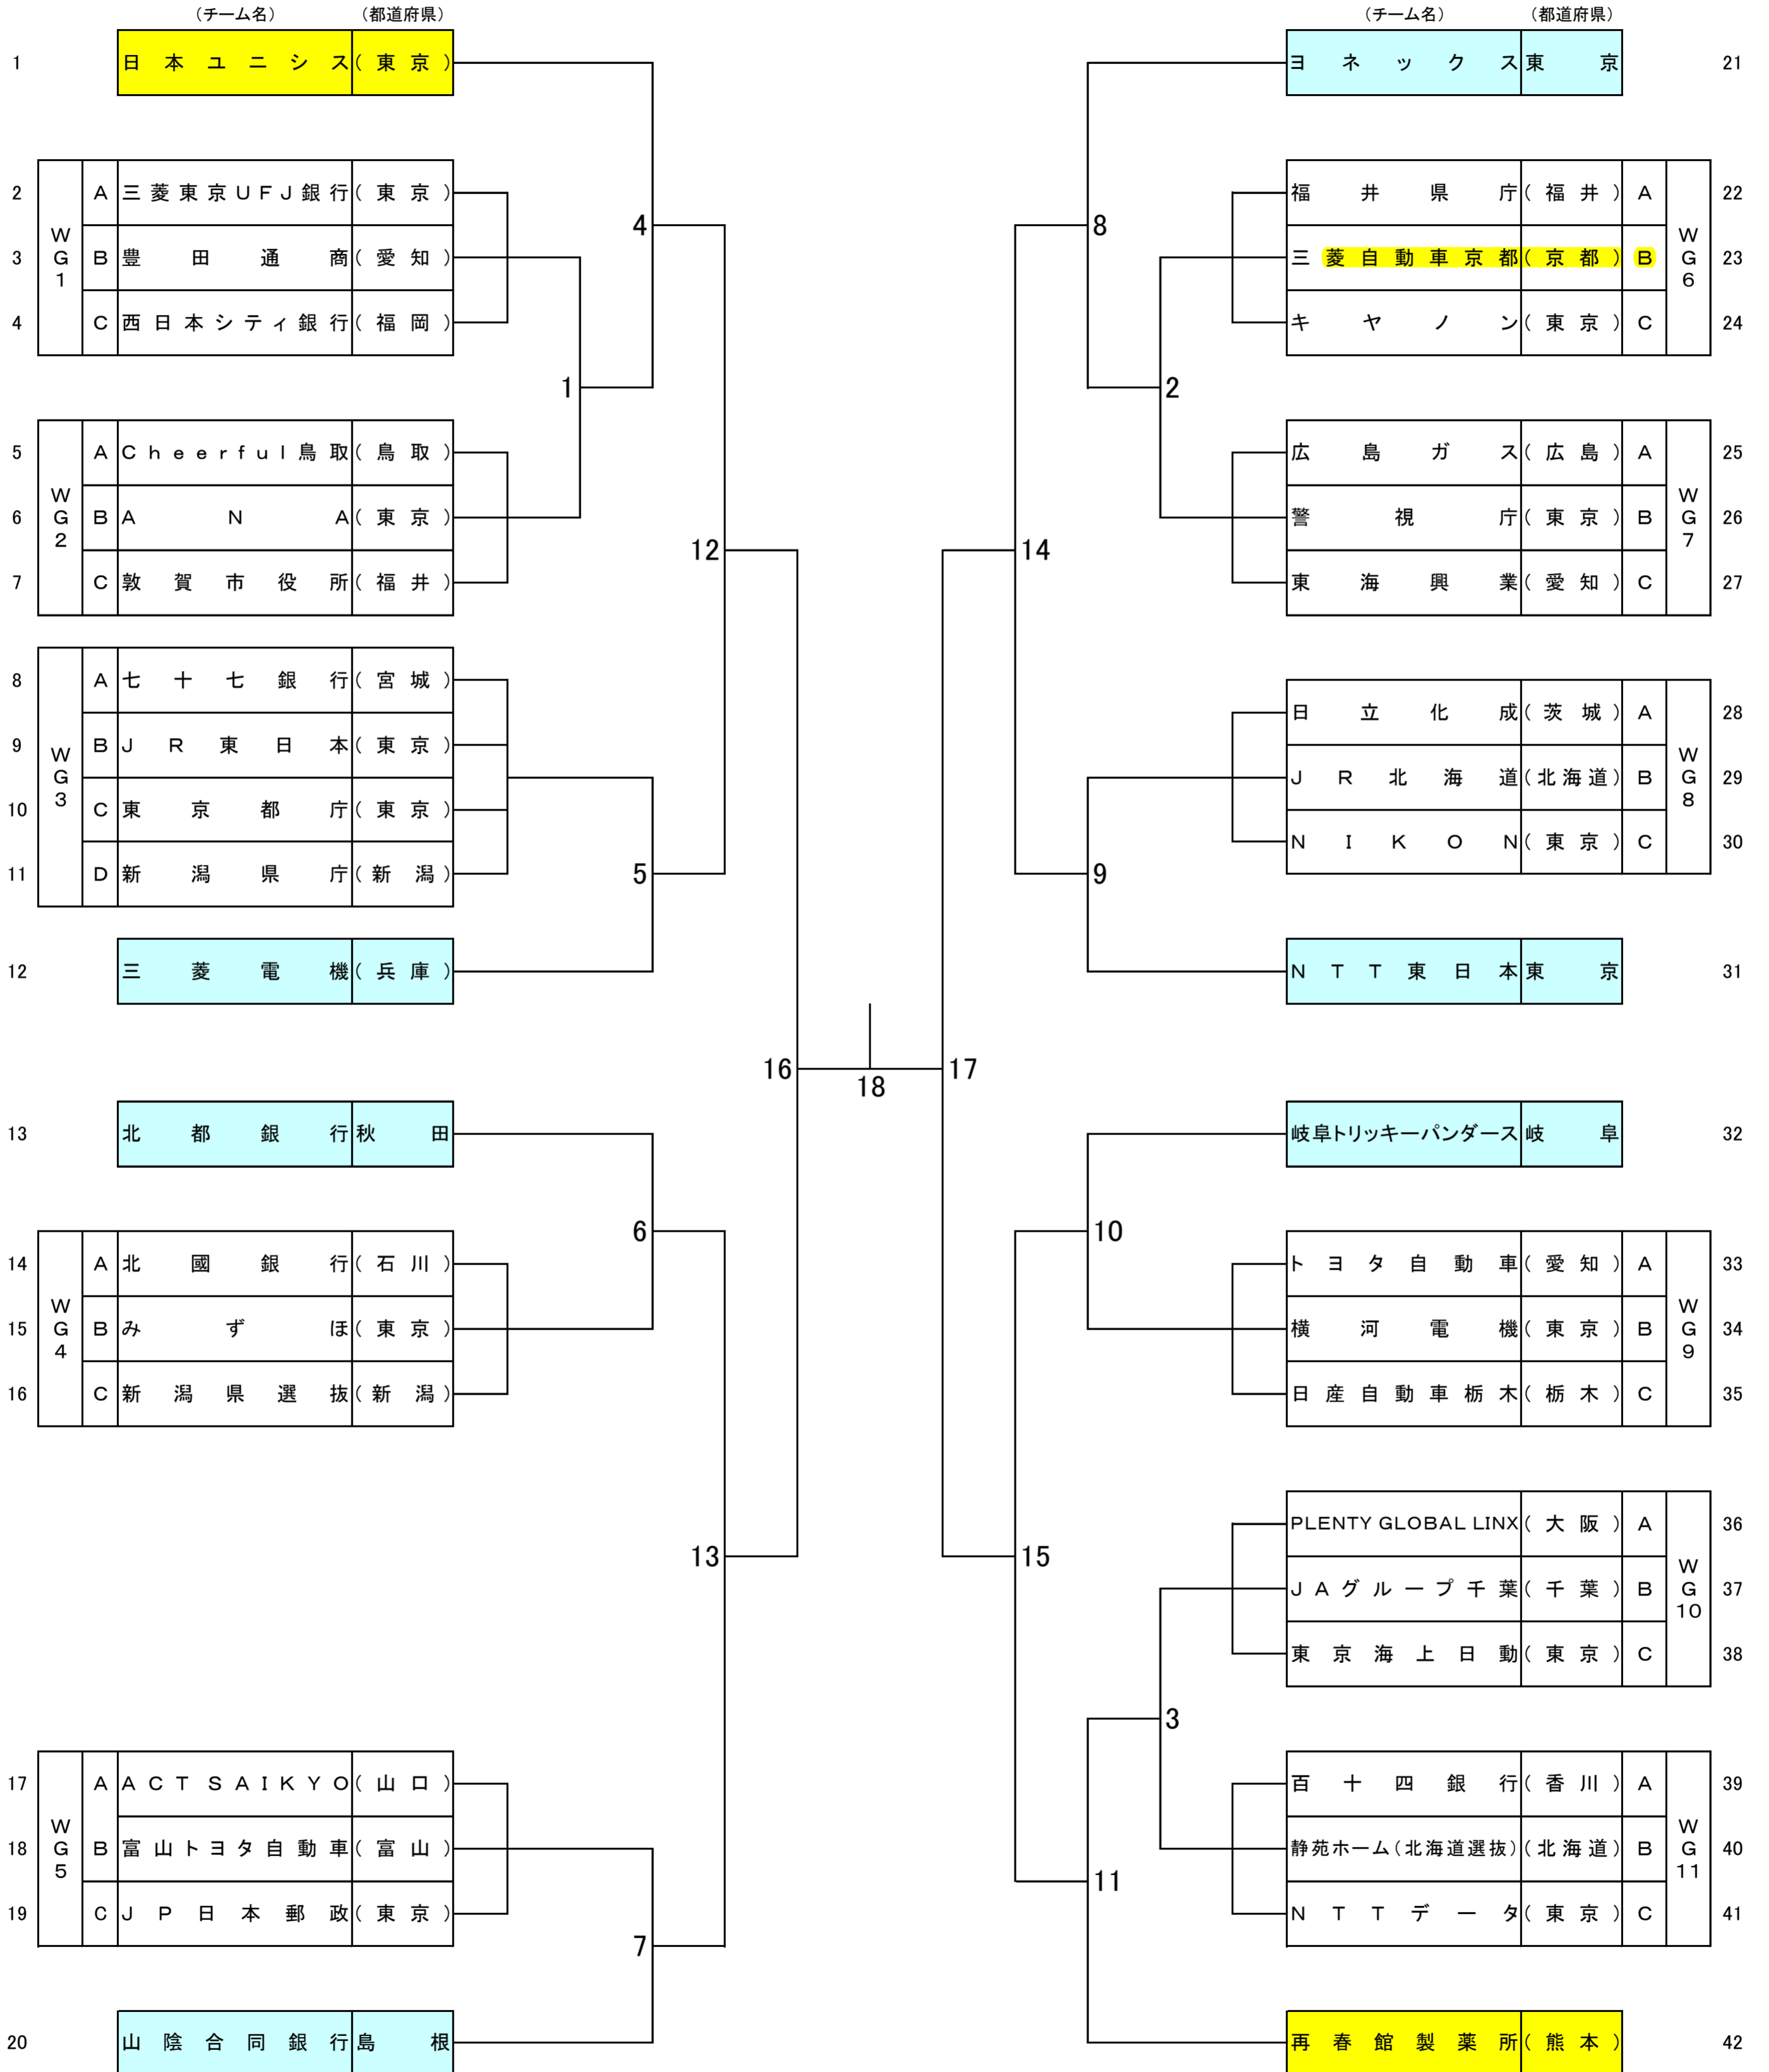 （チーム名） （都道府県）
1 日本ユニシス （東京）
WG1
2 A 三菱東京ＵＦＪ銀行 （東京）
3 B 豊田通商 （愛知）
4 C 西日本シティ銀行 （福岡）
WG2
5 A Ｃｈｅｅｒｆｕｌ鳥取 （鳥取）
6 B ＡＮＡ （東京）
7 C 敦賀市役所 （福井）
WG3
8 A 七十七銀行 （宮城）
9 B ＪＲ東日本 （東京）
10 C 東京都庁 （東京）
11 D 新潟県庁 （新潟）
12 三菱電機 （兵庫）
13 北都銀行 秋田
WG4
14 A 北國銀行 （石川）
15 B みずほ （東京）
16 C 新潟県選抜 （新潟）
WG5
17 A ＡＣＴＳＡＩＫＹＯ （山口）
18 B 富山トヨタ自動車 （富山）
19 C ＪＰ日本郵政 （東京）
20 山陰合同銀行 島根
1
4
5
12
6
7
13
16
18
17
14
8
2
9
15
10
3
11
（チーム名） （都道府県）
ヨネックス 東京 21
WG6
福井県庁 （福井） A 22
三菱自動車京都 （京都） B 23
キヤノン （東京） C 24
WG7
広島ガス （広島） A 25
警視庁 （東京） B 26
東海興業 （愛知） C 27
WG8
日立化成 （茨城） A 28
ＪＲ北海道 （北海道） B 29
ＮＩＫＯＮ （東京） C 30
ＮＴＴ東日本 東京 31
岐阜トリッキーパンダース 岐阜 32
WG9
トヨタ自動車 （愛知） A 33
横河電機 （東京） B 34
日産自動車栃木 （栃木） C 35
WG10
PLENTY GLOBAL LINX （大阪） A 36
ＪＡグループ千葉 （千葉） B 37
東京海上日動 （東京） C 38
WG11
百十四銀行 （香川） A 39
静苑ホーム（北海道選抜） （北海道） B 40
ＮＴＴデータ （東京） C 41
再春館製薬所 （熊本） 42